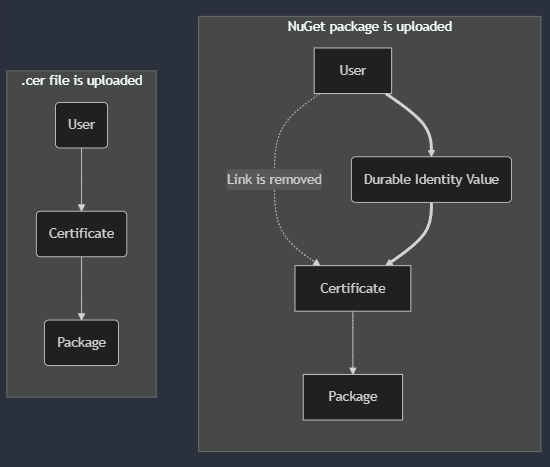 .cer file is uploaded
User
Certificate
Package
NuGet package is uploaded
User
Link is removed
Durable Identity Value
Certificate
Package